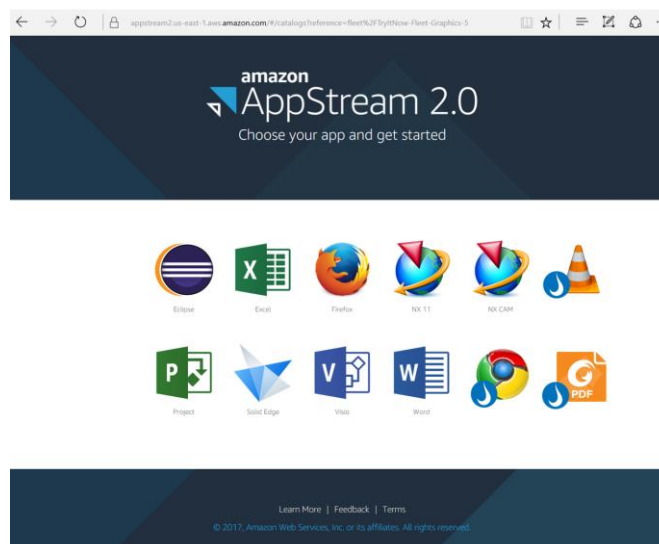 appstream2.us-east-1.aws.amazon.com/#/catalogs?reference=fleet%2FTryItNow-Fleet-Graphics-5
amazon
AppStream 2.0
Choose your app and get started
X
Eclipse Excel Firefox NX 11 NX CAM
P V W PDF
Project Solid Edge Visio Word
Learn More | Feedback | Terms
© 2017, Amazon Web Services, Inc. or its affiliates. All rights reserved.